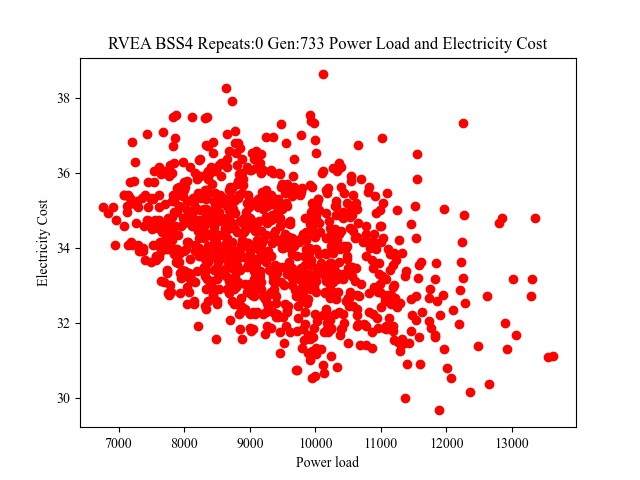 RVEA BSS4 Repeats:0 Gen:733 Power Load and Electricity Cost
38
36
34
32
30
Electricity Cost
7000 8000 9000 10000 11000 12000 13000
Power load